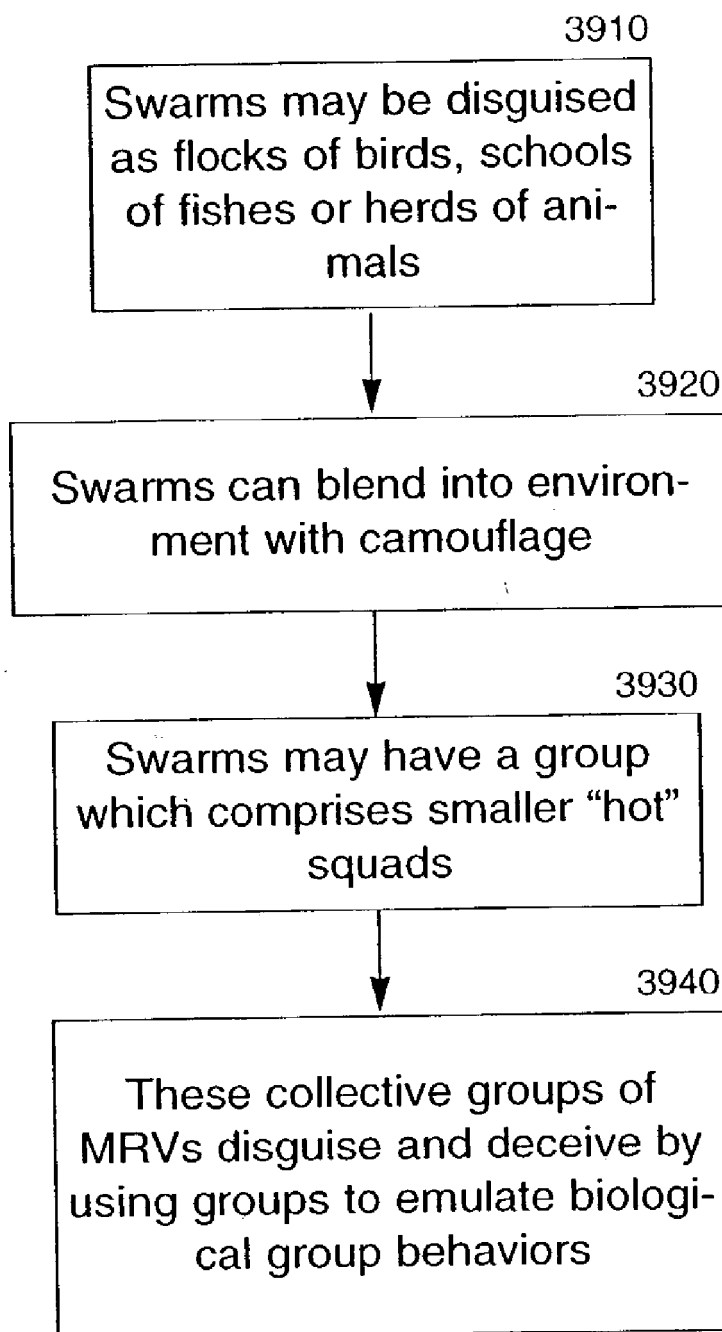 3910
Swarms may be disguised
as flocks of birds, schools
of fishes or herds of ani-
mals
3920
Swarms can blend into environ-
ment with camouflage
3930
Swarms may have a group
which comprises smaller “hot”
squads
3940
These collective groups of
MRVs disguise and deceive by
using groups to emulate biologi-
cal group behaviors